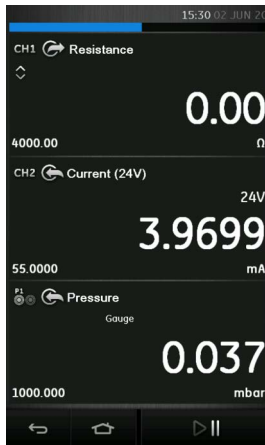 15:30 02 JUN 20
CH1 Resistance
0.00
4000.00 Ω
CH2 Current (24V)
24V
3.9699
55.0000 mA
P1 Pressure
Gauge
0.037
1000.000 mbar